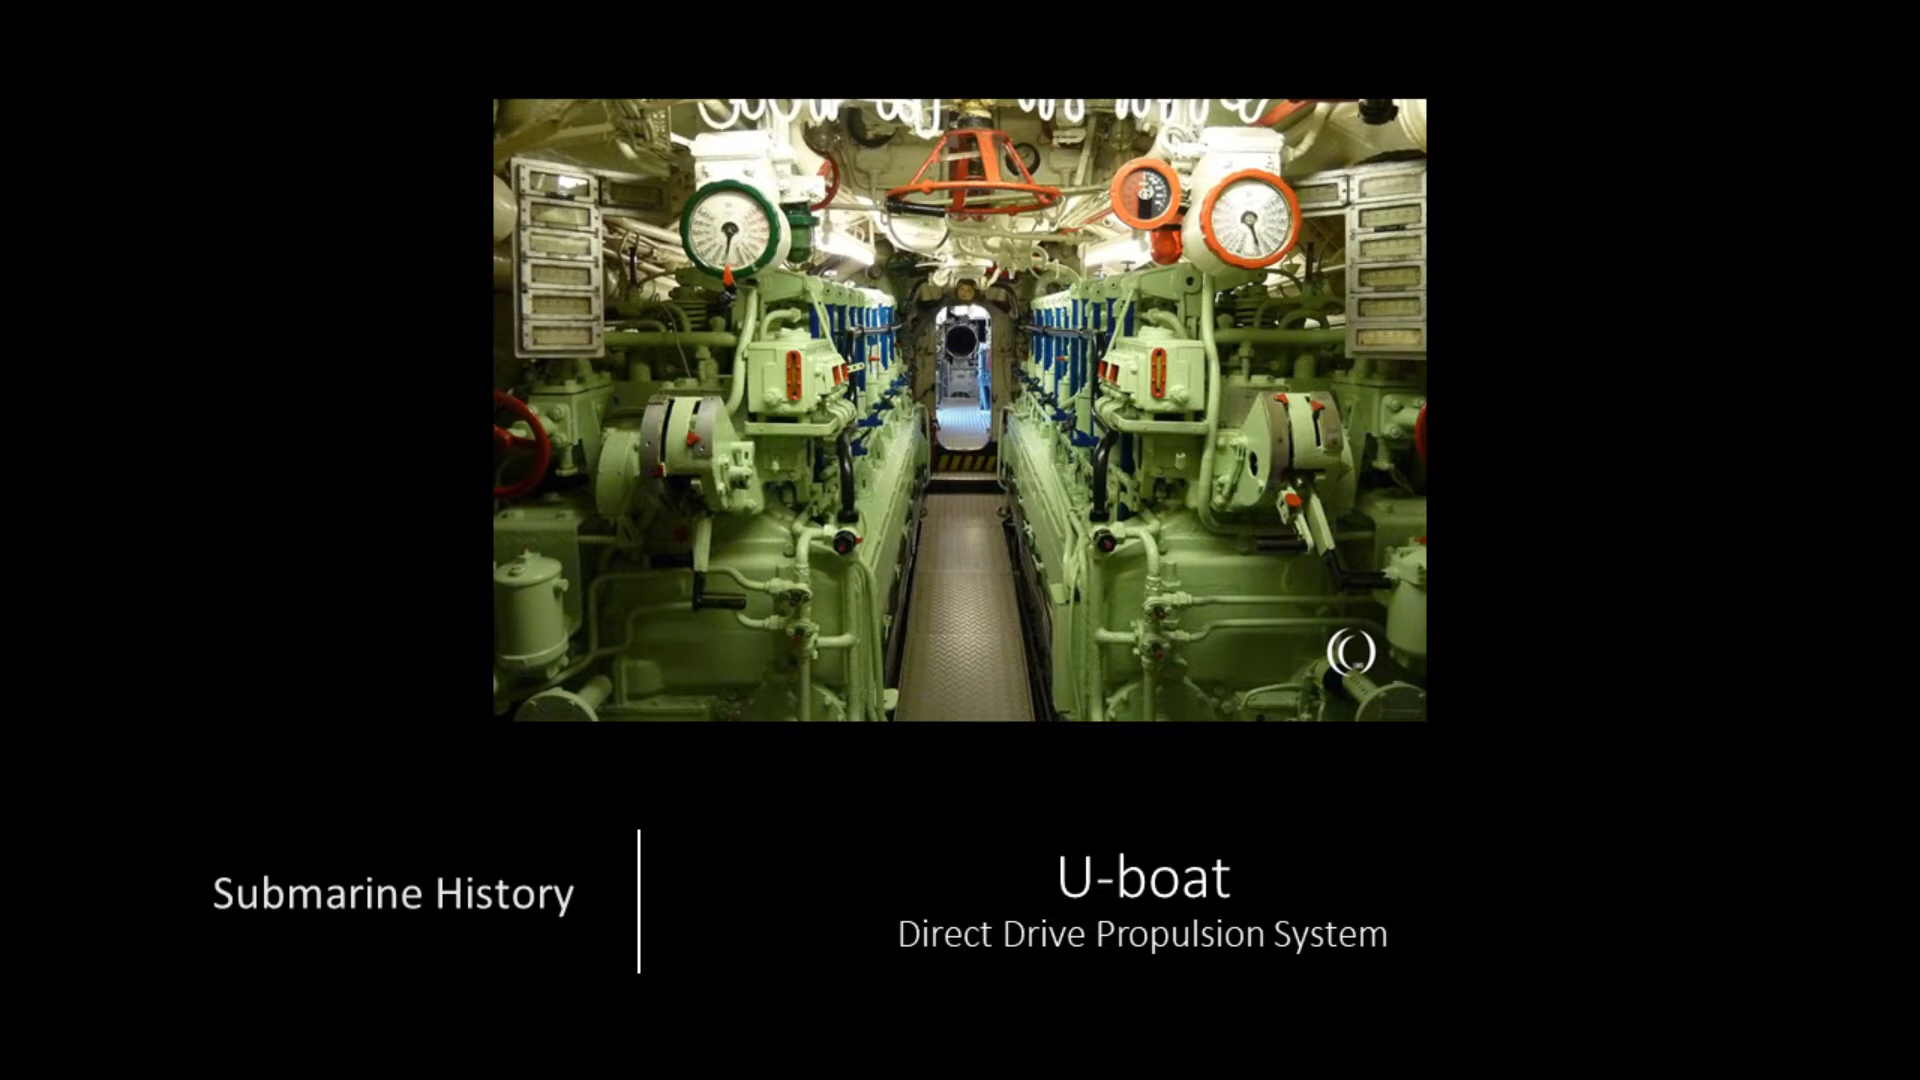 Submarine History
U-boat
Direct Drive Propulsion System